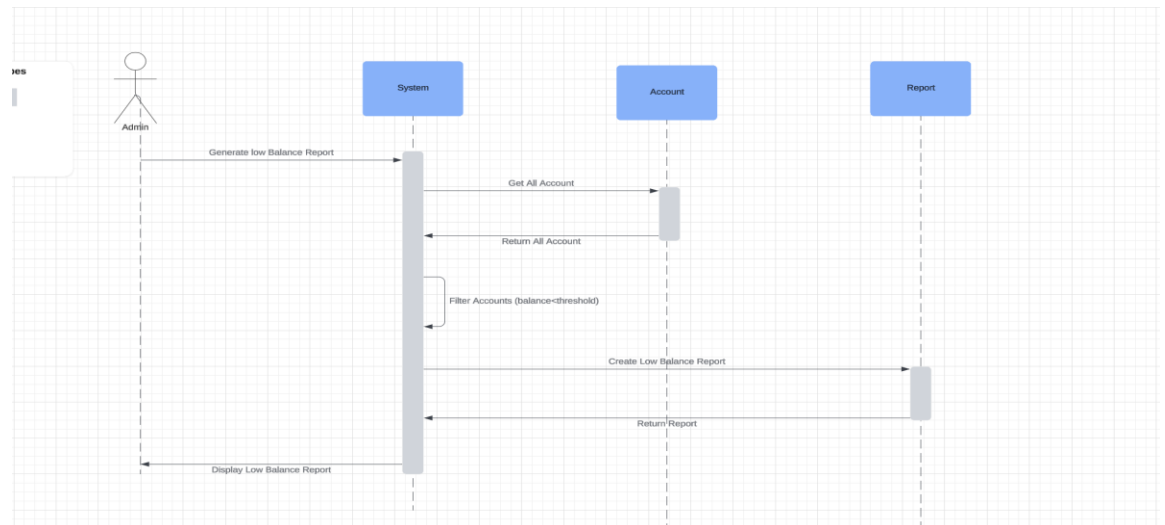 System
Account
Report
Admin
Generate low Balance Report
Get All Account
Return All Account
Filter Accounts (balance<threshold)
Create Low Balance Report
Return Report
Display Low Balance Report